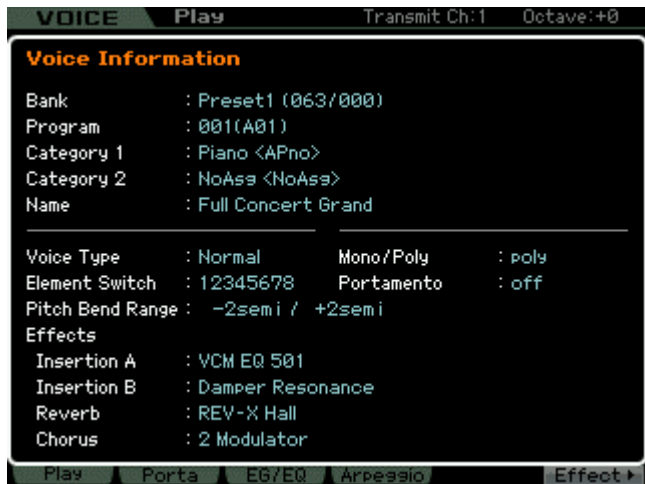 VOICE Play Transmit Ch:1 Octave:+0
Voice Information
Bank : Preset1 (063/000)
Program : 001(A01)
Category 1 : Piano <APno>
Category 2 : NoAsg <NoAsg>
Name : Full Concert Grand
Voice Type : Normal Mono/Poly : poly
Element Switch : 12345678 Portamento : off
Pitch Bend Range : -2semi / +2semi
Effects
Insertion A : VCM EQ 501
Insertion B : Damper Resonance
Reverb : REV-X Hall
Chorus : 2 Modulator
Play Porta EG/EQ Arpeggio Effect